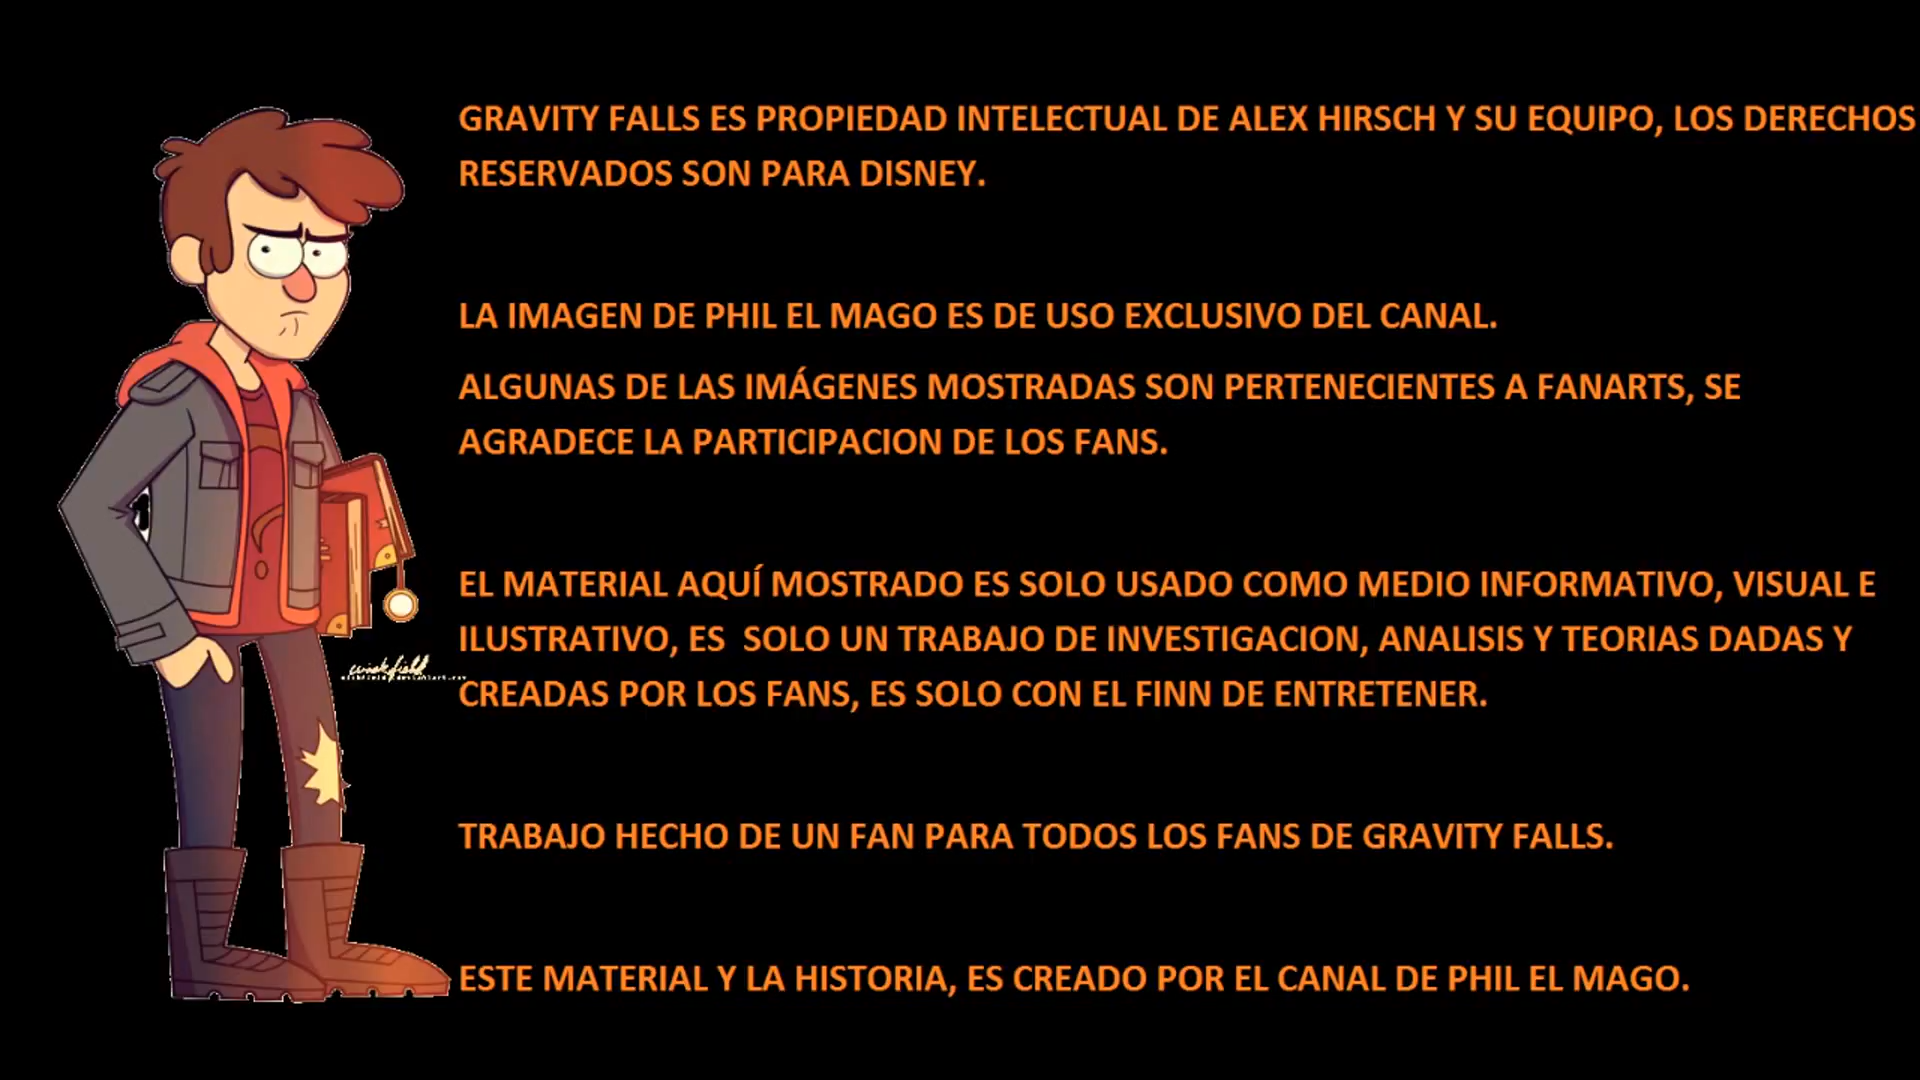 GRAVITY FALLS ES PROPIEDAD INTELECTUAL DE ALEX HIRSCH Y SU EQUIPO, LOS DERECHOS
RESERVADOS SON PARA DISNEY.
LA IMAGEN DE PHIL EL MAGO ES DE USO EXCLUSIVO DEL CANAL.
ALGUNAS DE LAS IMÁGENES MOSTRADAS SON PERTENECIENTES A FANARTS, SE
AGRADECE LA PARTICIPACION DE LOS FANS.
EL MATERIAL AQUÍ MOSTRADO ES SOLO USADO COMO MEDIO INFORMATIVO, VISUAL E
ILUSTRATIVO, ES  SOLO UN TRABAJO DE INVESTIGACION, ANALISIS Y TEORIAS DADAS Y
CREADAS POR LOS FANS, ES SOLO CON EL FINN DE ENTRETENER.
TRABAJO HECHO DE UN FAN PARA TODOS LOS FANS DE GRAVITY FALLS.
ESTE MATERIAL Y LA HISTORIA, ES CREADO POR EL CANAL DE PHIL EL MAGO.